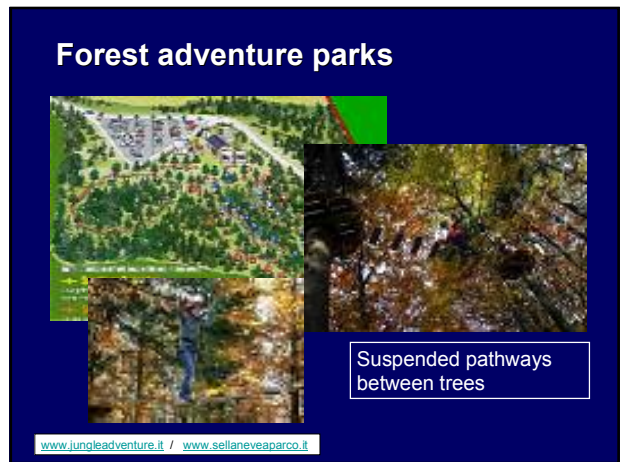 Forest adventure parks
Suspended pathways
between trees
www.jungleadventure.it / www.sellaneveaparco.it